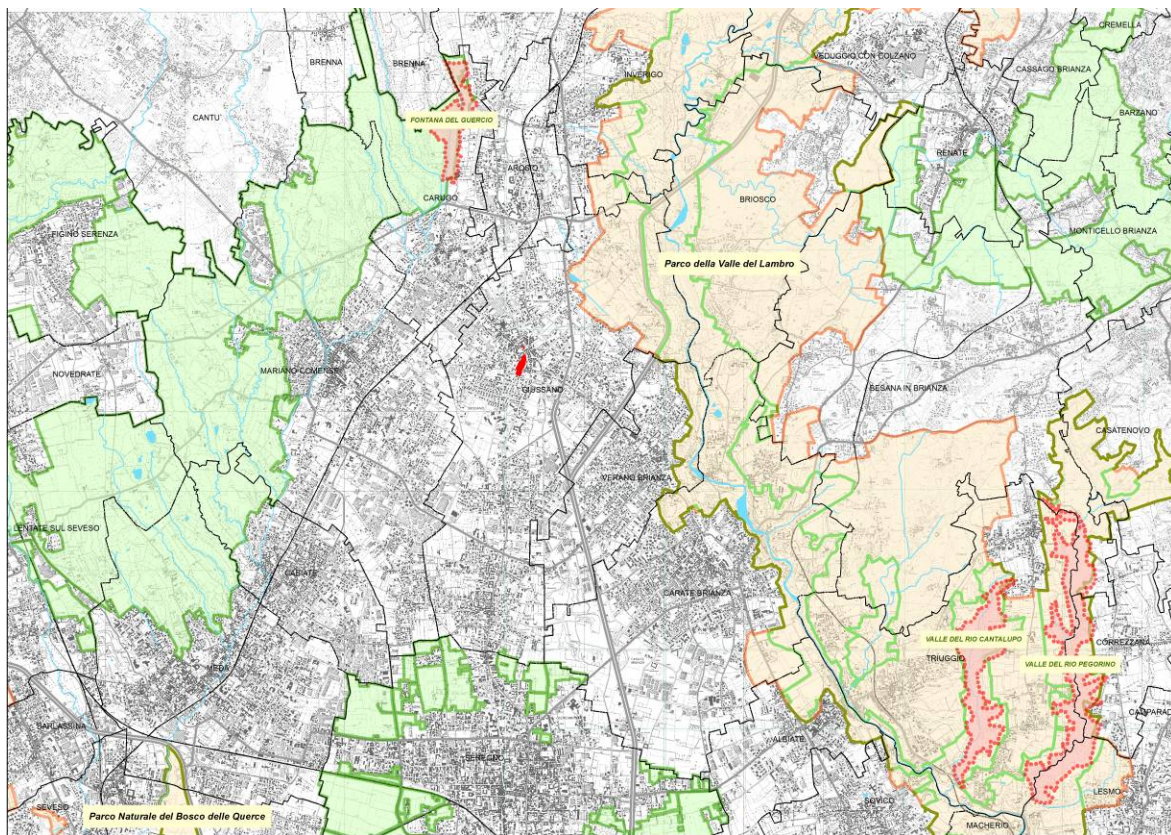 CREMELLA
BRENNA
BRENNA
INVERIGO
VEDUGGIO CON COLZANO
CASSAGO BRIANZA
CANTU'
FONTANA DEL GUERCIO
BARZANO'
RENATE
AROSIO
CARUGO
BRIOSCO
FIGINO SERENZA
MONTICELLO BRIANZA
Parco della Valle del Lambro
NOVEDRATE
MARIANO COMENSE
GIUSSANO
BESANA IN BRIANZA
CASATENOVO
VERANO BRIANZA
LENTATE SUL SEVESO
CABIATE
CARATE BRIANZA
VALLE DEL RIO CANTALUPO
CORREZZANA
TRIUGGIO
VALLE DEL RIO PEGORINO
MEDA
BARLASSINA
CAMPARAD
ALBIATE
SEREGNO
LESMO
SEVESO
SOVICO
Parco Naturale del Bosco delle Querce
MACHERIO